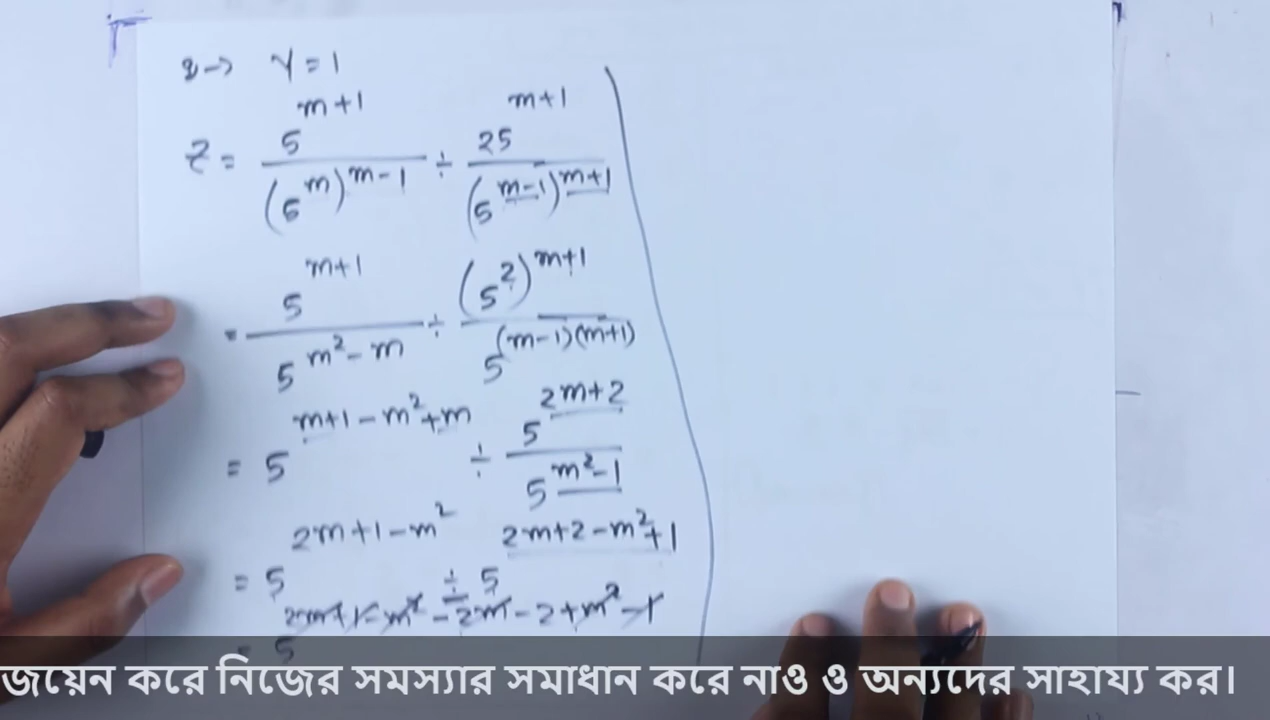 ২→ Y = 1
Z = 5^{m+1} / (5^m)^{m-1} ÷ 25^{m+1} / (5^{m-1})^{m+1}
= 5^{m+1} / 5^{m²-m} ÷ (5²)^{m+1} / 5^{(m-1)(m+1)}
= 5^{m+1-m²+m} ÷ 5^{2m+2} / 5^{m²-1}
= 5^{2m+1-m²} ÷ 5^{2m+2-m²+1}
= 5^{2m+1-m²-2m-2+m²-1}
জয়েন করে নিজের সমস্যার সমাধান করে নাও ও অন্যদের সাহায্য কর।